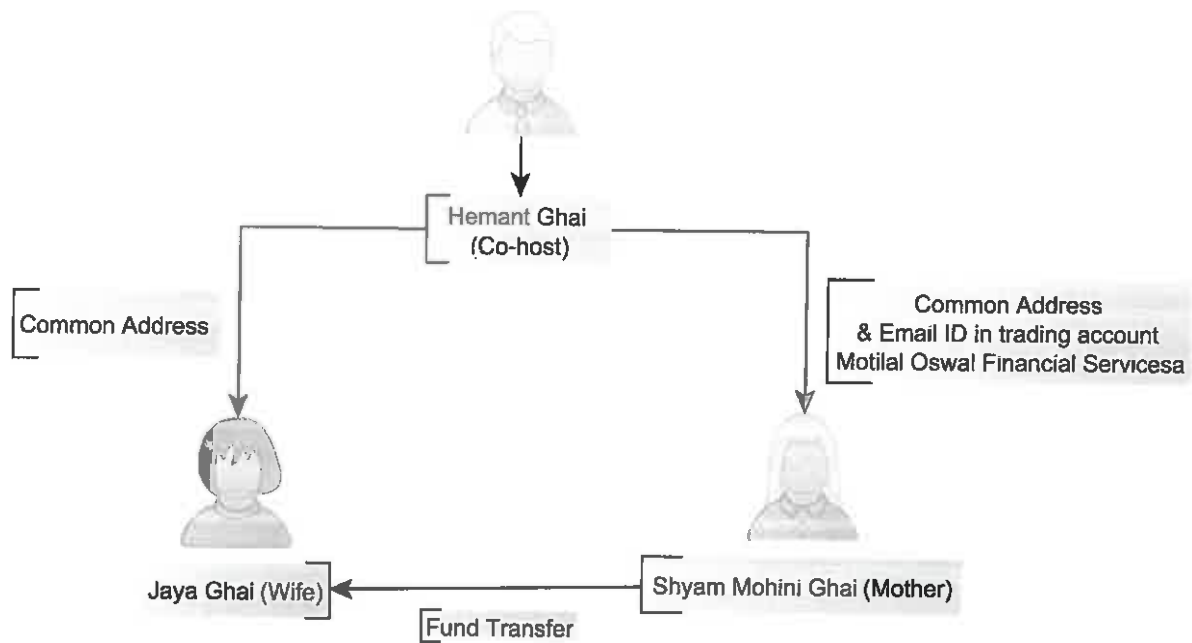 Hemant Ghai
(Co-host)
Common Address
Common Address
& Email ID in trading account
Motilal Oswal Financial Servicesa
Jaya Ghai (Wife)
Shyam Mohini Ghai (Mother)
Fund Transfer